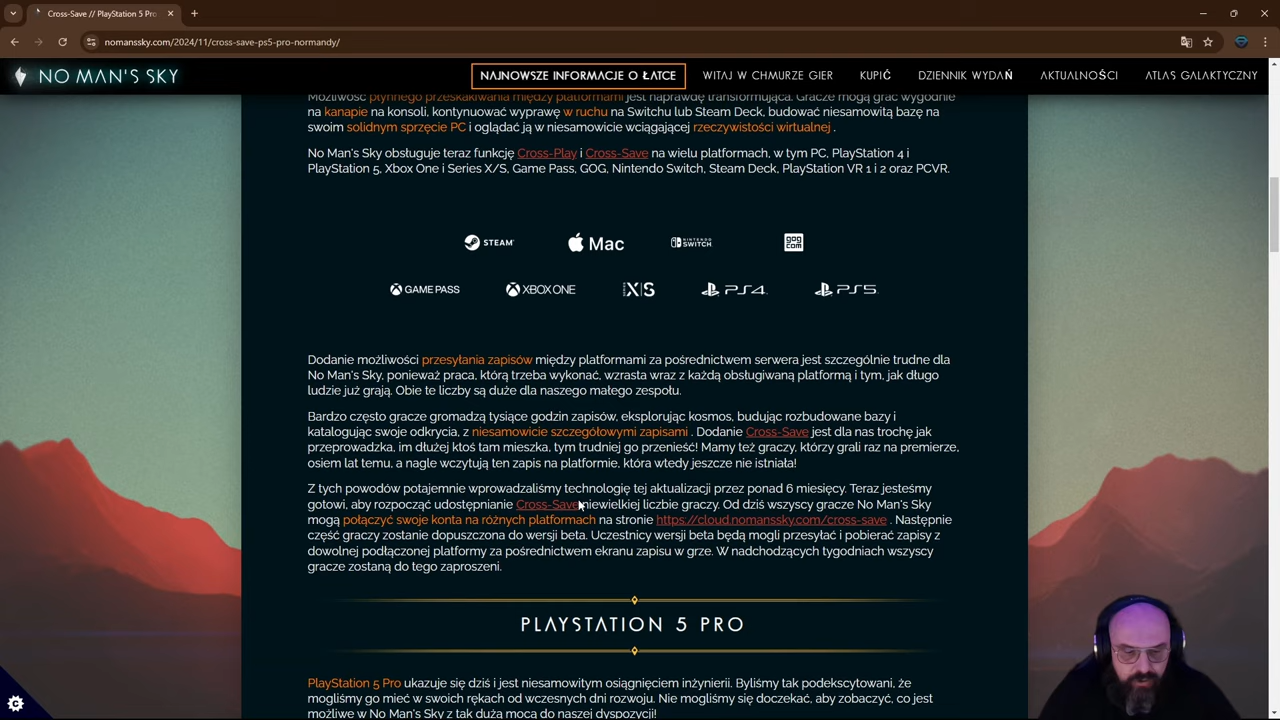 Cross-Save // PlayStation 5 Pro
nomanssky.com/2024/11/cross-save-ps5-pro-normandy/
NO MAN'S SKY
NAJNOWSZE INFORMACJE O ŁATCE
WITAJ W CHMURZE GIER
KUPIĆ
DZIENNIK WYDAŃ
AKTUALNOŚCI
ATLAS GALAKTYCZNY
Możliwość płynnego przeskakiwania między platformami jest naprawdę transformująca. Gracze mogą grać wygodnie
na kanapie na konsoli, kontynuować wyprawę w ruchu na Switchu lub Steam Deck, budować niesamowitą bazę na
swoim solidnym sprzęcie PC i oglądać ją w niesamowicie wciągającej rzeczywistości wirtualnej .
No Man's Sky obsługuje teraz funkcję Cross-Play i Cross-Save na wielu platformach, w tym PC, PlayStation 4 i
PlayStation 5, Xbox One i Series X/S, Game Pass, GOG, Nintendo Switch, Steam Deck, PlayStation VR 1 i 2 oraz PCVR.
STEAM
Mac
NINTENDO SWITCH
GOG COM
GAME PASS
XBOX ONE
SERIES X|S
PS4
PS5
Dodanie możliwości przesyłania zapisów między platformami za pośrednictwem serwera jest szczególnie trudne dla
No Man's Sky, ponieważ praca, którą trzeba wykonać, wzrasta wraz z każdą obsługiwaną platformą i tym, jak długo
ludzie już grają. Obie te liczby są duże dla naszego małego zespołu.
Bardzo często gracze gromadzą tysiące godzin zapisów, eksplorując kosmos, budując rozbudowane bazy i
katalogując swoje odkrycia, z niesamowicie szczegółowymi zapisami . Dodanie Cross-Save jest dla nas trochę jak
przeprowadzka, im dłużej ktoś tam mieszka, tym trudniej go przenieść! Mamy też graczy, którzy grali raz na premierze,
osiem lat temu, a nagle wczytują ten zapis na platformie, która wtedy jeszcze nie istniała!
Z tych powodów potajemnie wprowadzaliśmy technologię tej aktualizacji przez ponad 6 miesięcy. Teraz jesteśmy
gotowi, aby rozpocząć udostępnianie Cross-Save niewielkiej liczbie graczy. Od dziś wszyscy gracze No Man's Sky
mogą połączyć swoje konta na różnych platformach na stronie https://cloud.nomanssky.com/cross-save . Następnie
część graczy zostanie dopuszczona do wersji beta. Uczestnicy wersji beta będą mogli przesyłać i pobierać zapisy z
dowolnej podłączonej platformy za pośrednictwem ekranu zapisu w grze. W nadchodzących tygodniach wszyscy
gracze zostaną do tego zaproszeni.
PLAYSTATION 5 PRO
PlayStation 5 Pro ukazuje się dziś i jest niesamowitym osiągnięciem inżynierii. Byliśmy tak podekscytowani, że
mogliśmy go mieć w swoich rękach od wczesnych dni rozwoju. Nie mogliśmy się doczekać, aby zobaczyć, co jest
możliwe w No Man's Sky z tak dużą mocą do naszej dyspozycji!